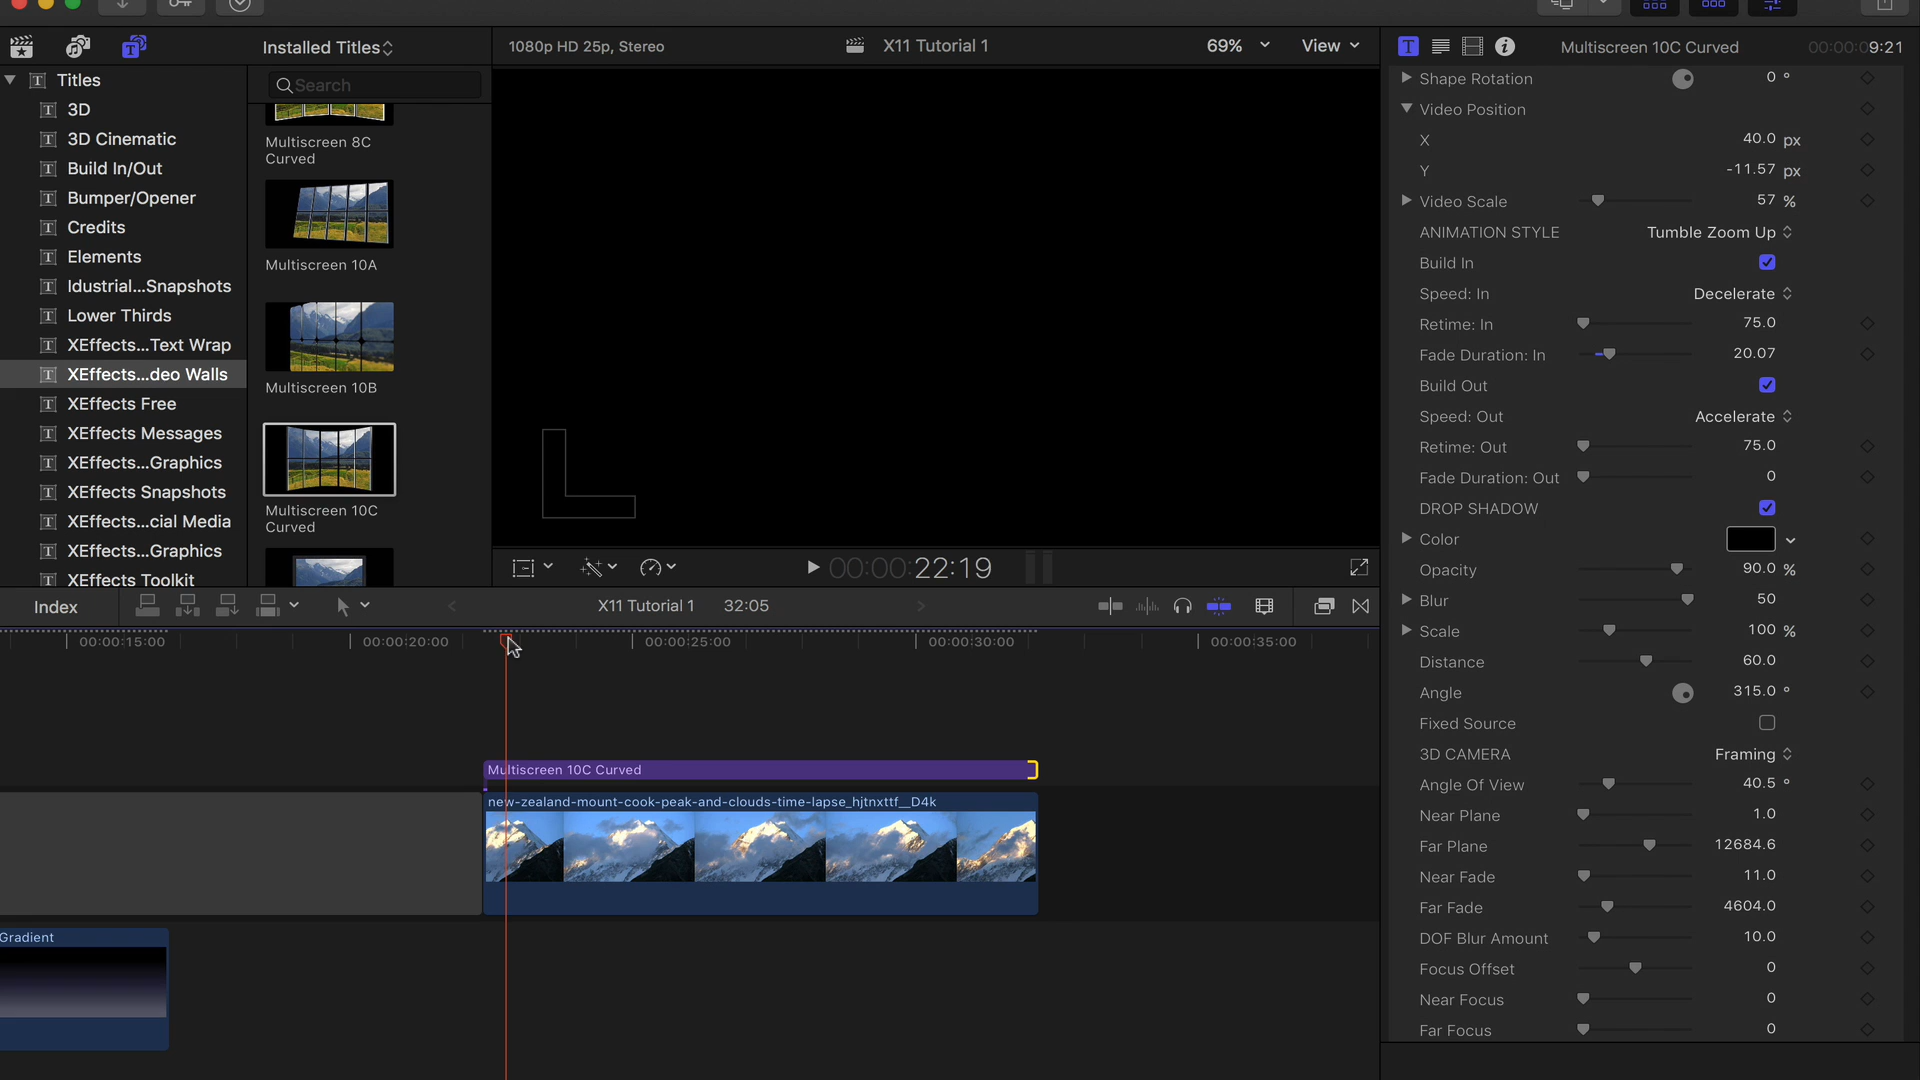 Installed Titles
1080p HD 25p, Stereo
X11 Tutorial 1
69%
View
Multiscreen 10C Curved
00:00:09:21
Titles
3D
3D Cinematic
Build In/Out
Bumper/Opener
Credits
Elements
Idustrial...Snapshots
Lower Thirds
XEffects...Text Wrap
XEffects...deo Walls
XEffects Free
XEffects Messages
XEffects...Graphics
XEffects Snapshots
XEffects...cial Media
XEffects...Graphics
XEffects Toolkit
Search
Multiscreen 8C
Curved
Multiscreen 10A
Multiscreen 10B
Multiscreen 10C
Curved
00:00:22:19
Shape Rotation 0 °
Video Position
X 40.0 px
Y -11.57 px
Video Scale 57 %
ANIMATION STYLE Tumble Zoom Up
Build In
Speed: In Decelerate
Retime: In 75.0
Fade Duration: In 20.07
Build Out
Speed: Out Accelerate
Retime: Out 75.0
Fade Duration: Out 0
DROP SHADOW
Color
Opacity 90.0 %
Blur 50
Scale 100 %
Distance 60.0
Angle 315.0 °
Fixed Source
3D CAMERA Framing
Angle Of View 40.5 °
Near Plane 1.0
Far Plane 12684.6
Near Fade 11.0
Far Fade 4604.0
DOF Blur Amount 10.0
Focus Offset 0
Near Focus 0
Far Focus 0
Index
X11 Tutorial 1 32:05
00:00:15:00
00:00:20:00
00:00:25:00
00:00:30:00
00:00:35:00
Multiscreen 10C Curved
new-zealand-mount-cook-peak-and-clouds-time-lapse_hjtnxttf__D4k
Gradient